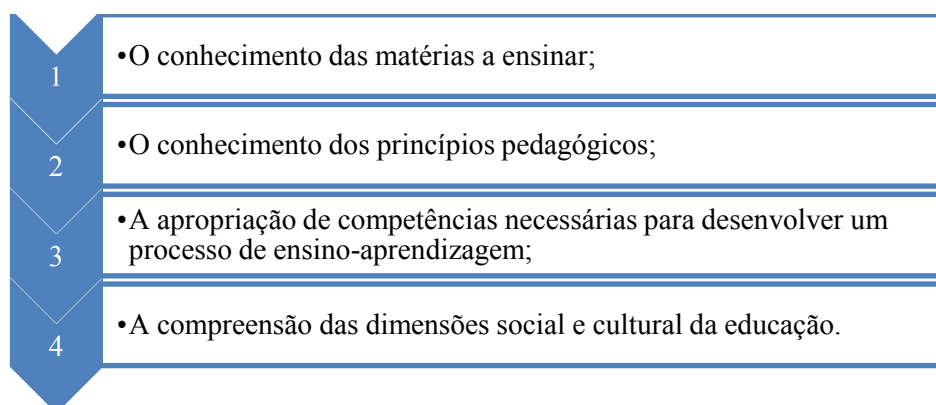 1
•O conhecimento das matérias a ensinar;
2
•O conhecimento dos princípios pedagógicos;
3
•A apropriação de competências necessárias para desenvolver um
processo de ensino-aprendizagem;
4
•A compreensão das dimensões social e cultural da educação.